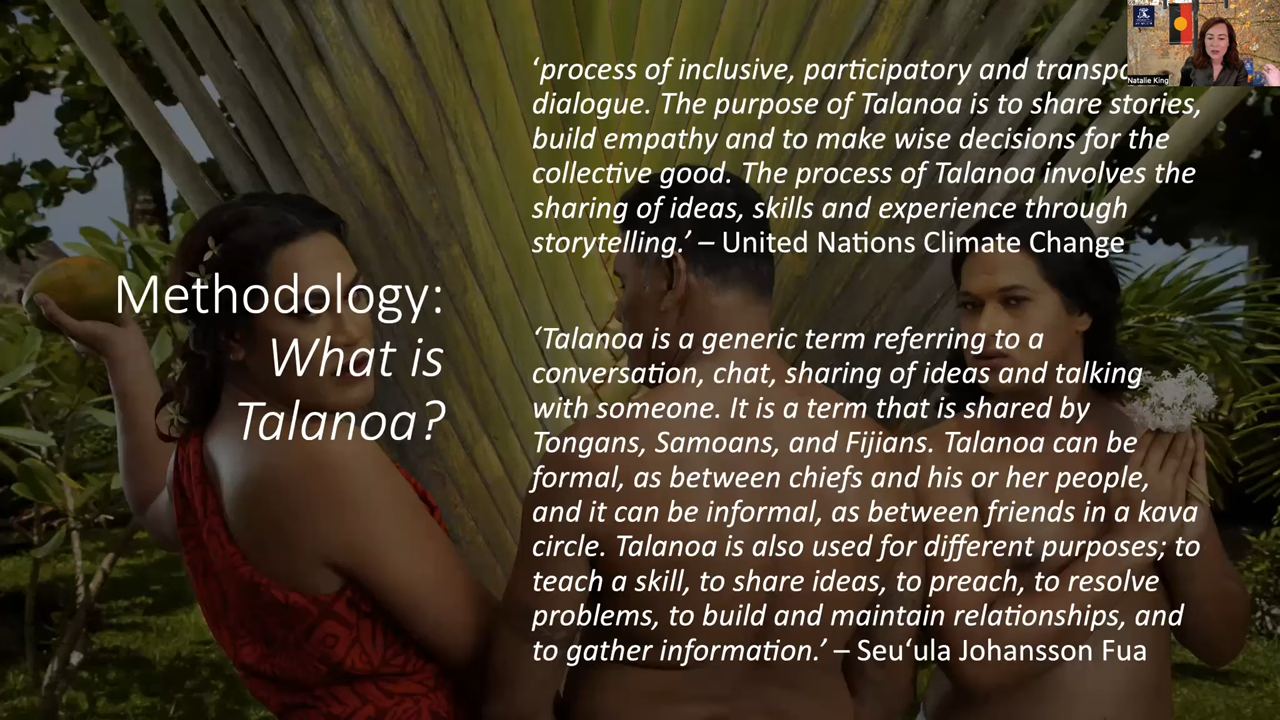 Methodology:
What is
Talanoa?
‘process of inclusive, participatory and
dialogue. The purpose of Talanoa is to share stories,
build empathy and to make wise decisions for the
collective good. The process of Talanoa involves the
sharing of ideas, skills and experience through
storytelling.’ – United Nations Climate Change
‘Talanoa is a generic term referring to a
conversation, chat, sharing of ideas and talking
with someone. It is a term that is shared by
Tongans, Samoans, and Fijians. Talanoa can be
formal, as between chiefs and his or her people,
and it can be informal, as between friends in a kava
circle. Talanoa is also used for different purposes; to
teach a skill, to share ideas, to preach, to resolve
problems, to build and maintain relationships, and
to gather information.’ – Seu‘ula Johansson Fua
Natalie King